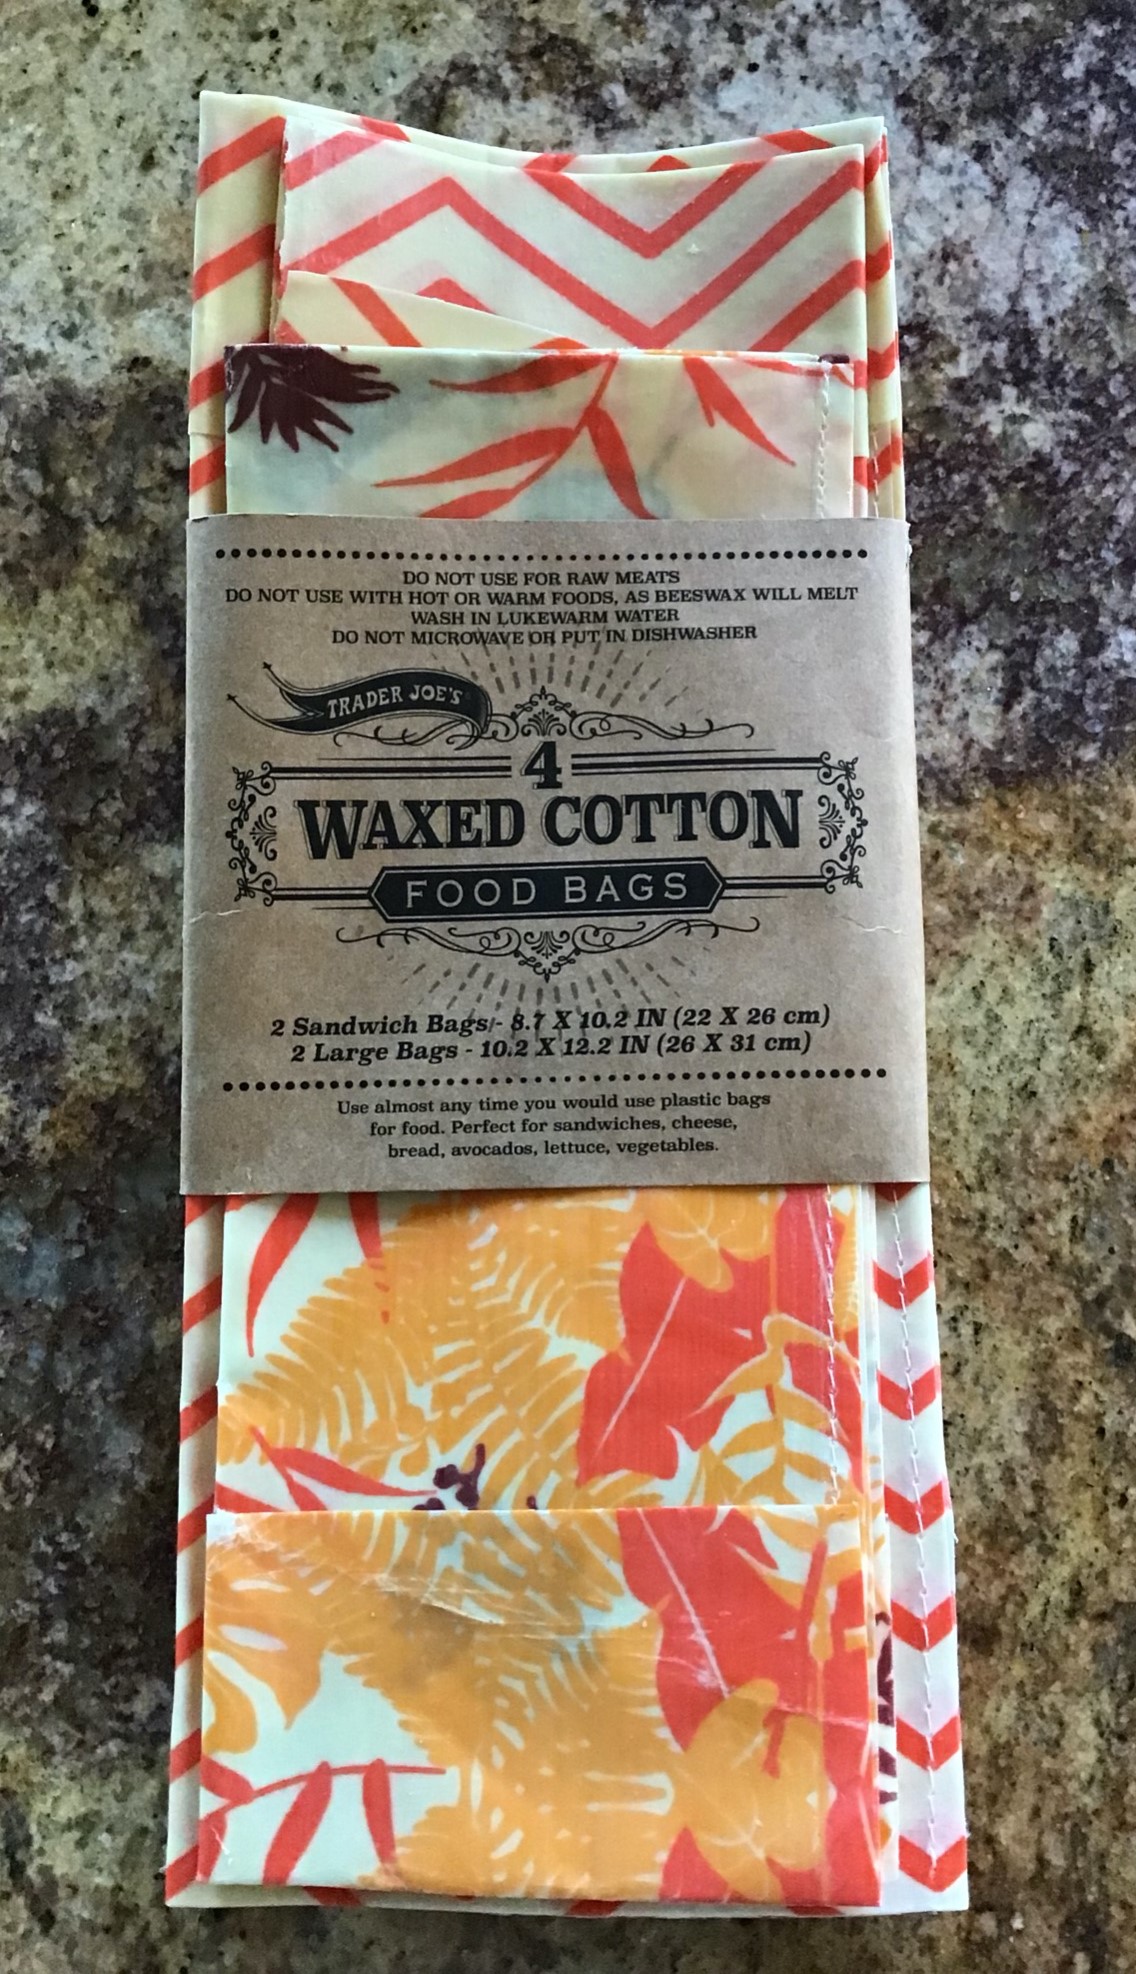 DO NOT USE FOR RAW MEATS
DO NOT USE WITH HOT OR WARM FOODS, AS BEESWAX WILL MELT
WASH IN LUKEWARM WATER
DO NOT MICROWAVE OR PUT IN DISHWASHER
TRADER JOE'S
4
WAXED COTTON
FOOD BAGS
2 Sandwich Bags - 8.7 X 10.2 IN (22 X 26 cm)
2 Large Bags - 10.2 X 12.2 IN (26 X 31 cm)
Use almost any time you would use plastic bags
for food. Perfect for sandwiches, cheese,
bread, avocados, lettuce, vegetables.